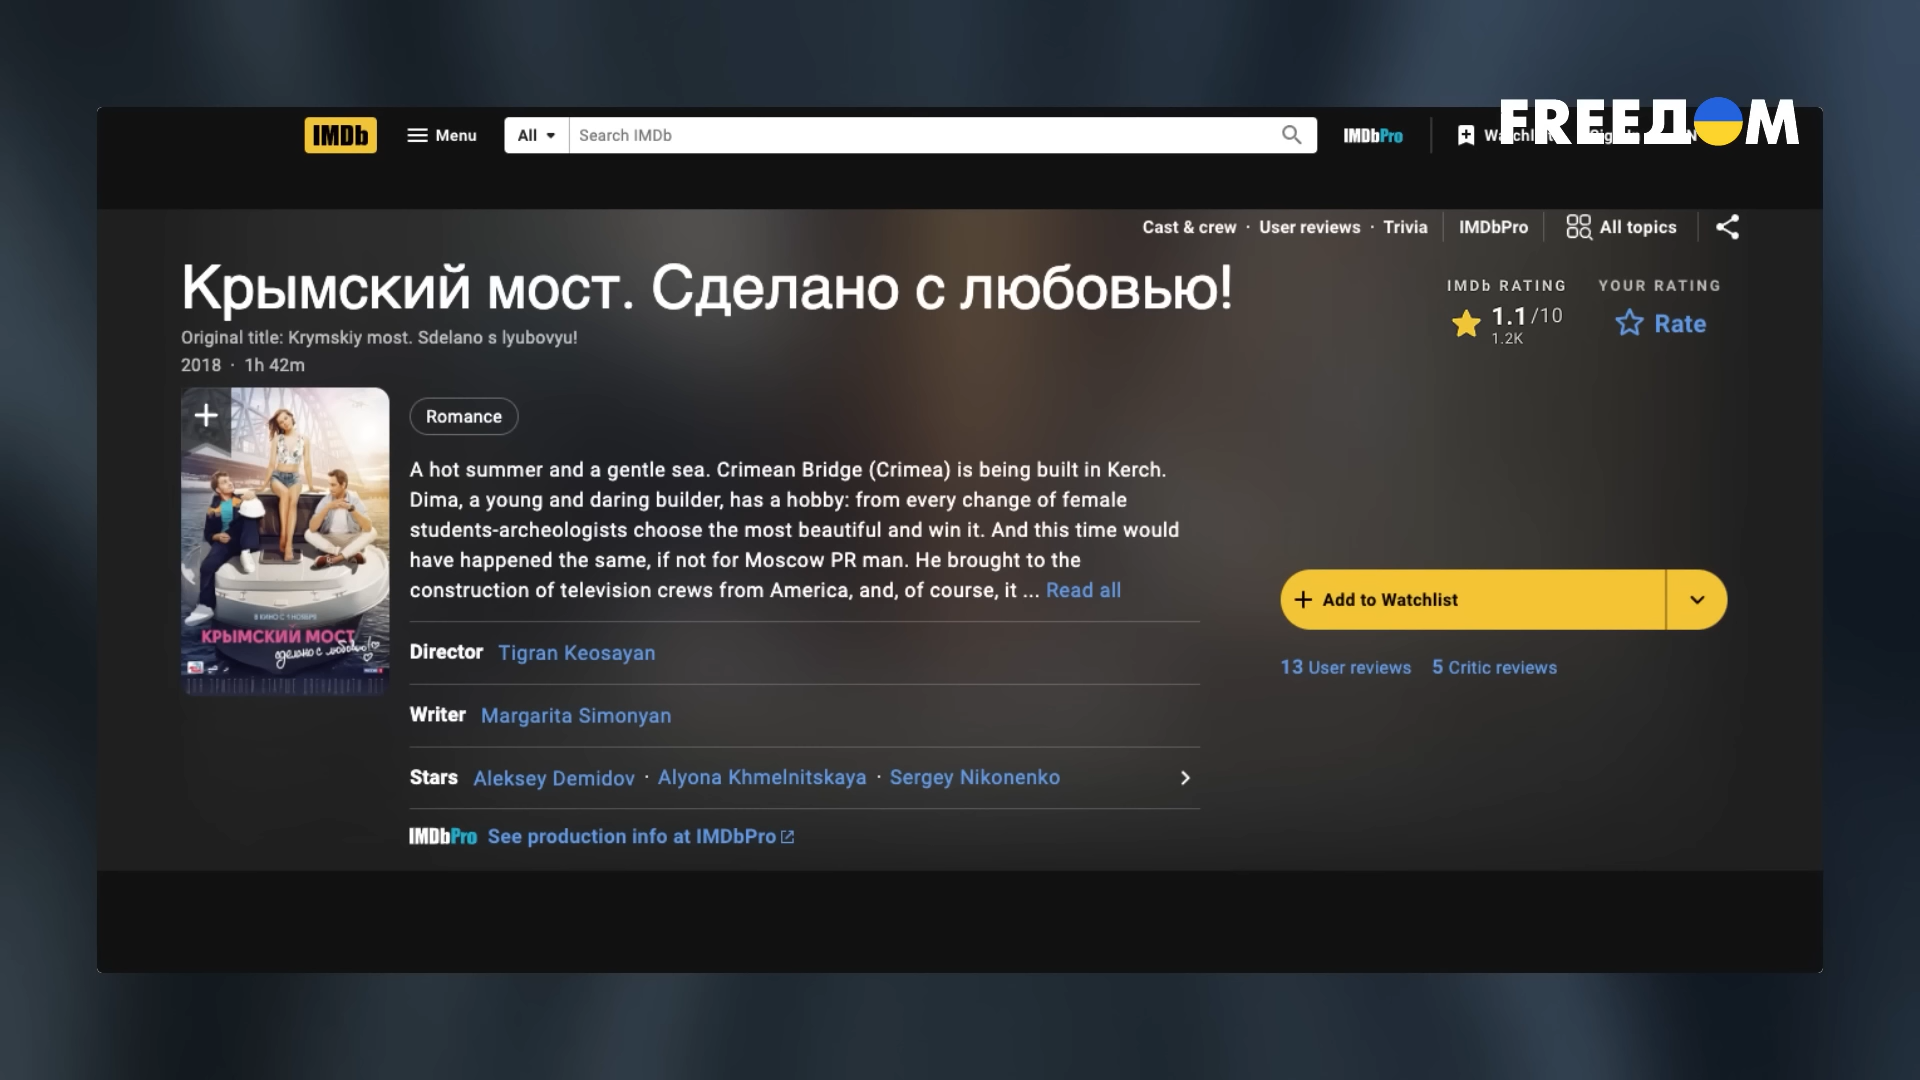 FREEДOM
IMDb Menu All Search IMDb IMDbPro
Cast & crew · User reviews · Trivia IMDbPro All topics
Крымский мост. Сделано с любовью!
Original title: Krymskiy most. Sdelano s lyubovyu!
2018 · 1h 42m
IMDb RATING YOUR RATING
1.1/10 Rate
1.2K
Romance
A hot summer and a gentle sea. Crimean Bridge (Crimea) is being built in Kerch.
Dima, a young and daring builder, has a hobby: from every change of female
students-archeologists choose the most beautiful and win it. And this time would
have happened the same, if not for Moscow PR man. He brought to the
construction of television crews from America, and, of course, it ... Read all
В КИНО С 1 НОЯБРЯ
КРЫМСКИЙ МОСТ
сделано с любовью!
Add to Watchlist
13 User reviews 5 Critic reviews
Director Tigran Keosayan
Writer Margarita Simonyan
Stars Aleksey Demidov · Alyona Khmelnitskaya · Sergey Nikonenko
IMDbPro See production info at IMDbPro